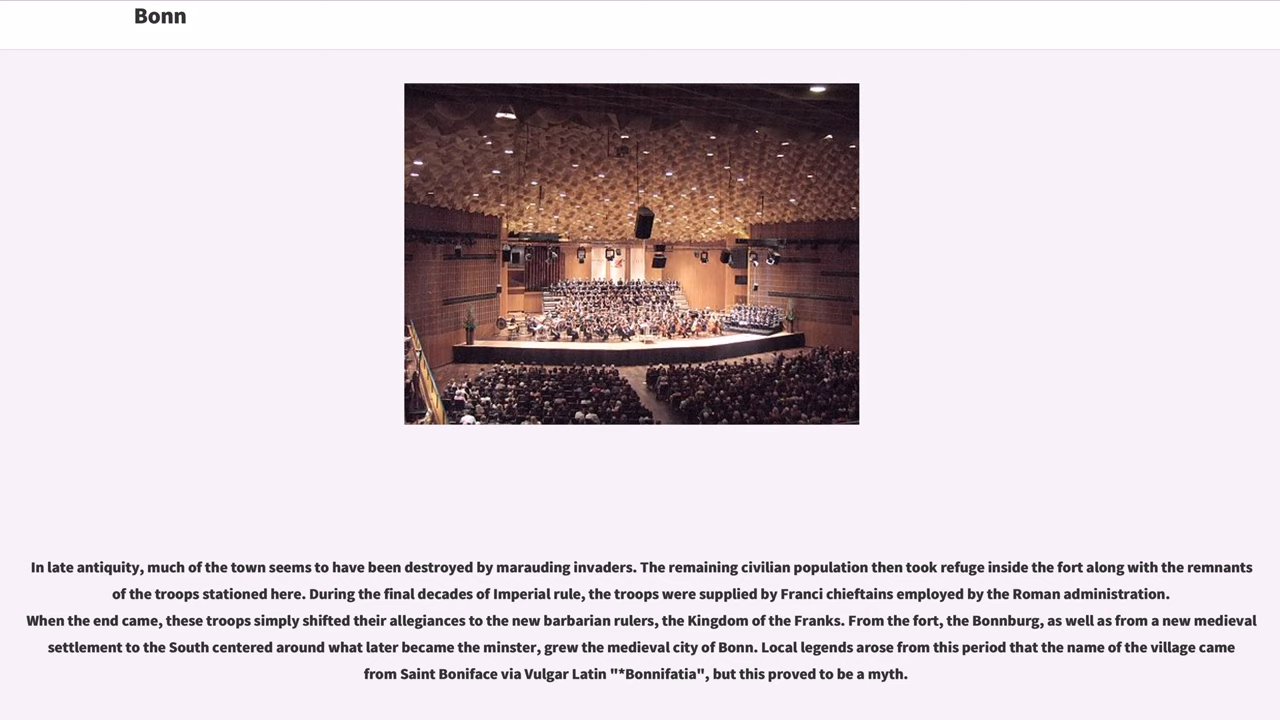 Bonn
In late antiquity, much of the town seems to have been destroyed by marauding invaders. The remaining civilian population then took refuge inside the fort along with the remnants
of the troops stationed here. During the final decades of Imperial rule, the troops were supplied by Franci chieftains employed by the Roman administration.
When the end came, these troops simply shifted their allegiances to the new barbarian rulers, the Kingdom of the Franks. From the fort, the Bonnburg, as well as from a new medieval
settlement to the South centered around what later became the minster, grew the medieval city of Bonn. Local legends arose from this period that the name of the village came
from Saint Boniface via Vulgar Latin "*Bonnifatia", but this proved to be a myth.